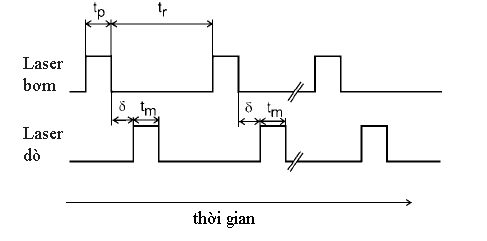 tp tr
Laser
bơm
δ tm δ tm
Laser
dò
thời gian